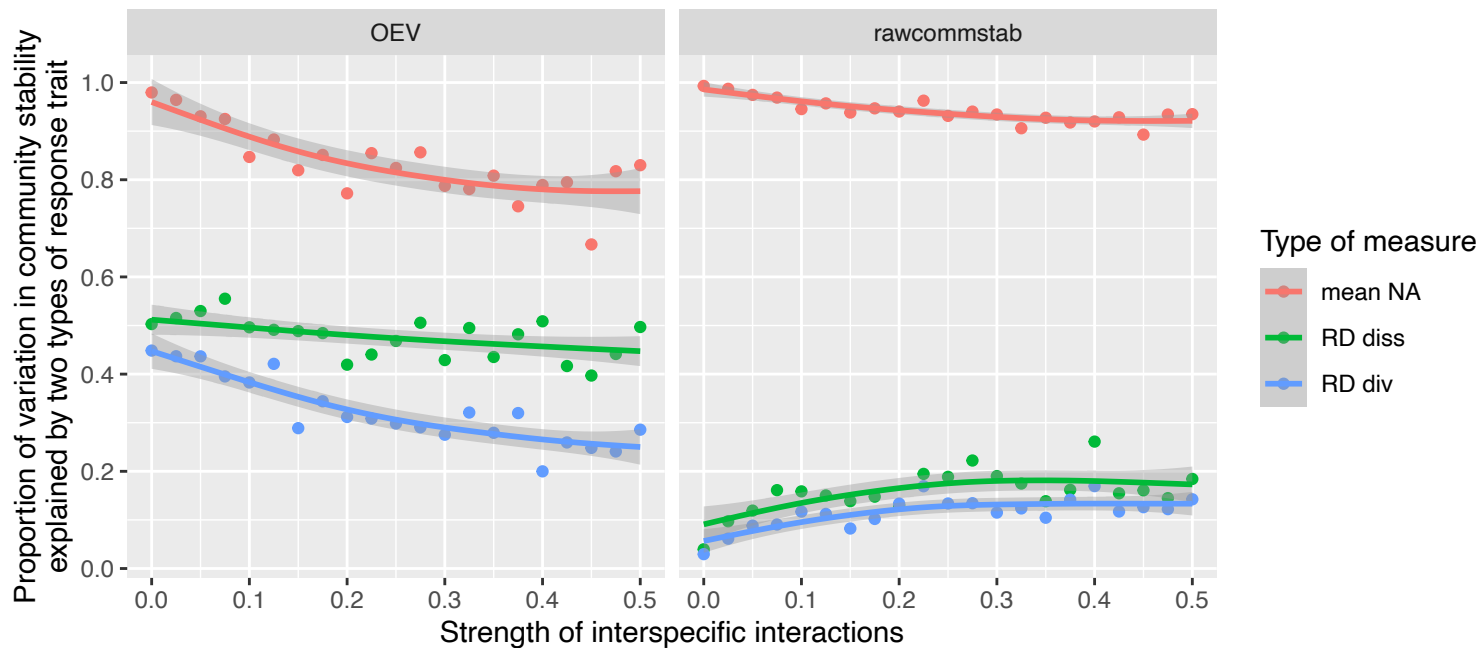 OEV
rawcommstab
Proportion of variation in community stability
explained by two types of response trait
1.0
0.8
0.6
0.4
0.2
0.0
0.0 0.1 0.2 0.3 0.4 0.5
0.0 0.1 0.2 0.3 0.4 0.5
Strength of interspecific interactions
Type of measure
mean NA
RD diss
RD div